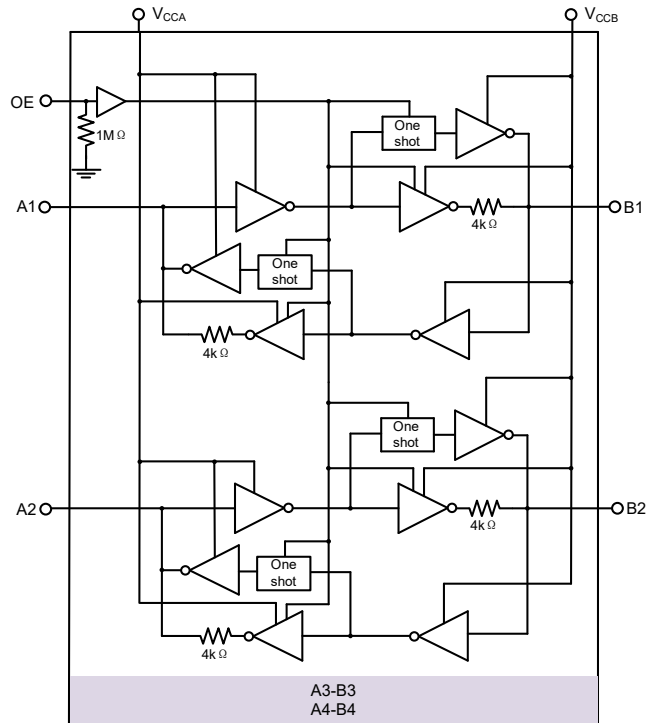 VCCA
VCCB
OE
1MΩ
One
shot
A1
B1
4kΩ
One
shot
4kΩ
One
shot
A2
B2
4kΩ
One
shot
4kΩ
A3-B3
A4-B4